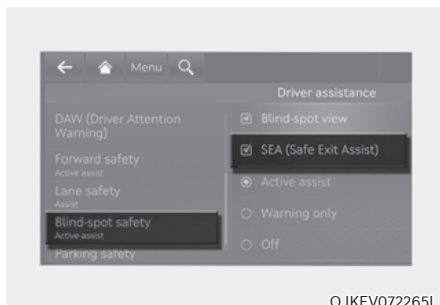 Menu
Driver assistance
DAW (Driver Attention
Warning)
Forward safety
Active assist
Lane safety
Assist
Blind-spot safety
Active assist
Parking safety
Blind-spot view
SEA (Safe Exit Assist)
Active assist
Warning only
Off
OJKEV072265L